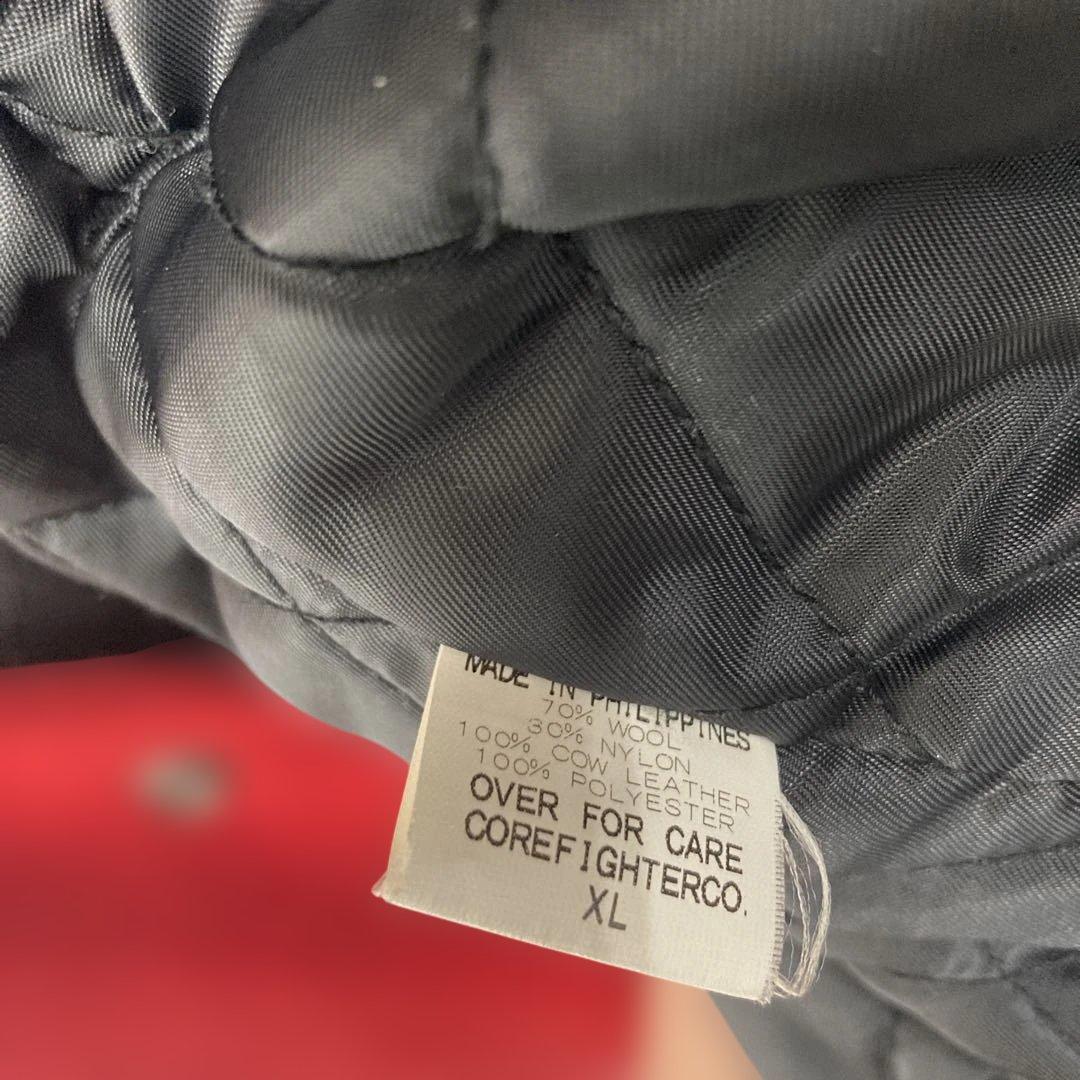 MADE IN PHILIPPINES
70% WOOL
30% NYLON
100% COW LEATHER
100% POLYESTER
OVER FOR CARE
COREFIGHTERCO.
XL